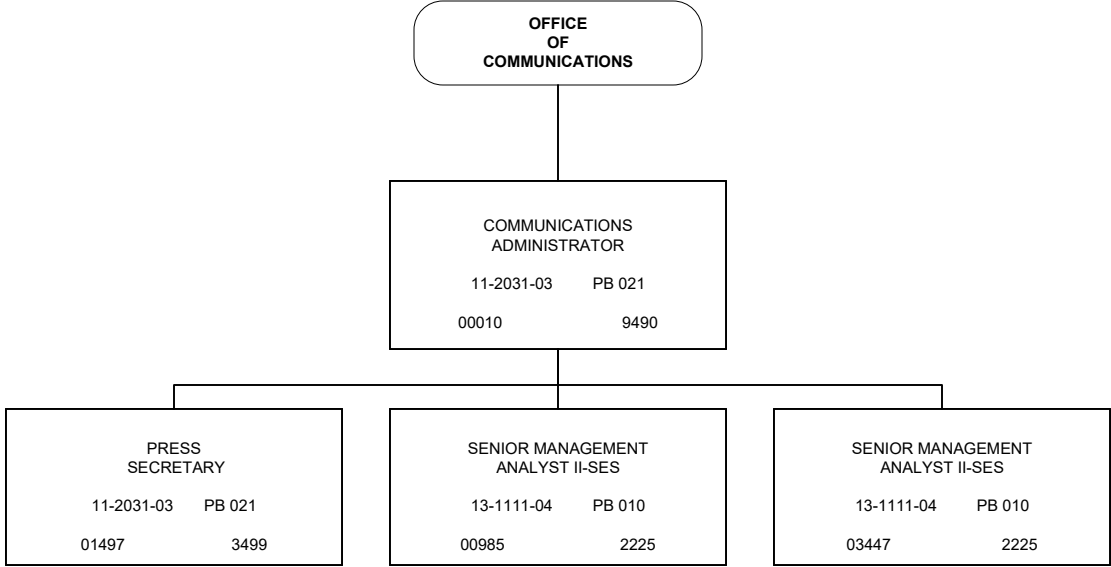 OFFICE
OF
COMMUNICATIONS
COMMUNICATIONS
ADMINISTRATOR
11-2031-03 PB 021
00010 9490
PRESS
SECRETARY
11-2031-03 PB 021
01497 3499
SENIOR MANAGEMENT
ANALYST II-SES
13-1111-04 PB 010
00985 2225
SENIOR MANAGEMENT
ANALYST II-SES
13-1111-04 PB 010
03447 2225